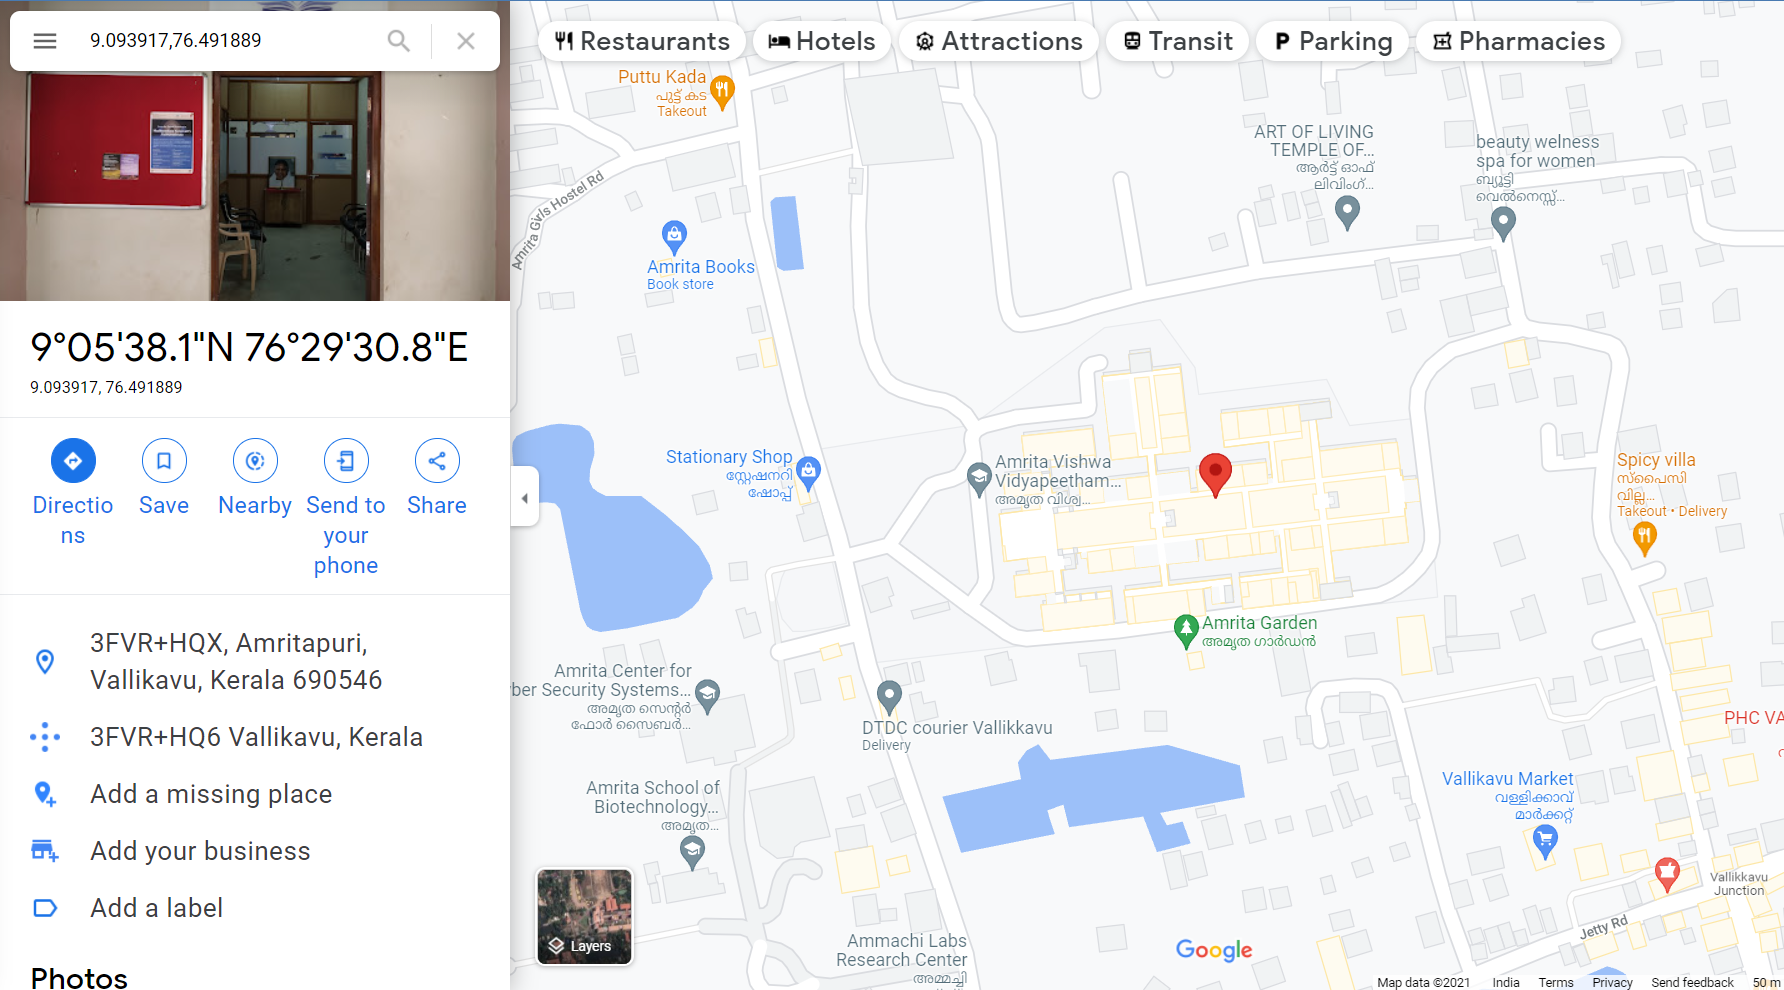 9.093917,76.491889
9°05'38.1"N 76°29'30.8"E
9.093917, 76.491889
Directio
ns
Save
Nearby
Send to
your
phone
Share
3FVR+HQX, Amritapuri,
Vallikavu, Kerala 690546
3FVR+HQ6 Vallikavu, Kerala
Add a missing place
Add your business
Add a label
Photos
Restaurants
Hotels
Attractions
Transit
Parking
Pharmacies
Puttu Kada
പുട്ട് കട
Takeout
ART OF LIVING
TEMPLE OF...
ആർട്ട് ഓഫ്
ലിവിംഗ്...
beauty welness
spa for women
ബ്യൂട്ടി
വെൽനെസ്സ്...
Amrita Girls Hostel Rd
Amrita Books
Book store
Stationary Shop
സ്റ്റേഷനറി
ഷോപ്പ്
Amrita Vishwa
Vidyapeetham...
അമൃത വിശ്വ...
Spicy villa
സ്പൈസി
വില്ല...
Takeout • Delivery
Amrita Garden
അമൃത ഗാർഡൻ
Amrita Center for
ber Security Systems...
അമൃത സെന്റർ
ഫോർ സൈബർ...
DTDC courier Vallikkavu
Delivery
PHC VA
Amrita School of
Biotechnology...
അമൃത...
Vallikavu Market
വള്ളിക്കാവ്
മാർക്കറ്റ്
Vallikkavu
Junction
Jetty Rd
Layers
Ammachi Labs
Research Center
അമ്മച്ചി
Google
Map data ©2021 India Terms Privacy Send feedback 50 m